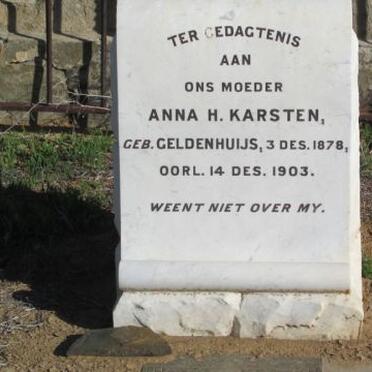 TER GEDAGTENIS
AAN
ONS MOEDER
ANNA H. KARSTEN,
GEB. GELDENHUIJS, 3 DES. 1878,
OORL. 14 DES. 1903.
WEENT NIET OVER MY.